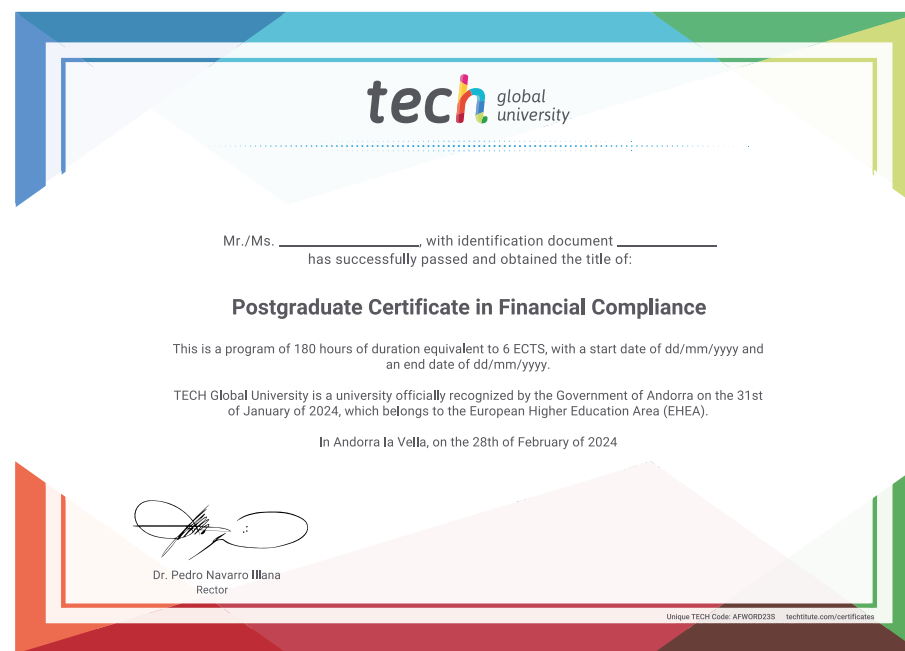 tech global
university
Mr./Ms. ____________, with identification document ____________
has successfully passed and obtained the title of:
Postgraduate Certificate in Financial Compliance
This is a program of 180 hours of duration equivalent to 6 ECTS, with a start date of dd/mm/yyyy and
an end date of dd/mm/yyyy.
TECH Global University is a university officially recognized by the Government of Andorra on the 31st
of January of 2024, which belongs to the European Higher Education Area (EHEA).
In Andorra la Vella, on the 28th of February of 2024
Dr. Pedro Navarro Illana
Rector
Unique TECH Code: AFWORD23S techtitute.com/certificates